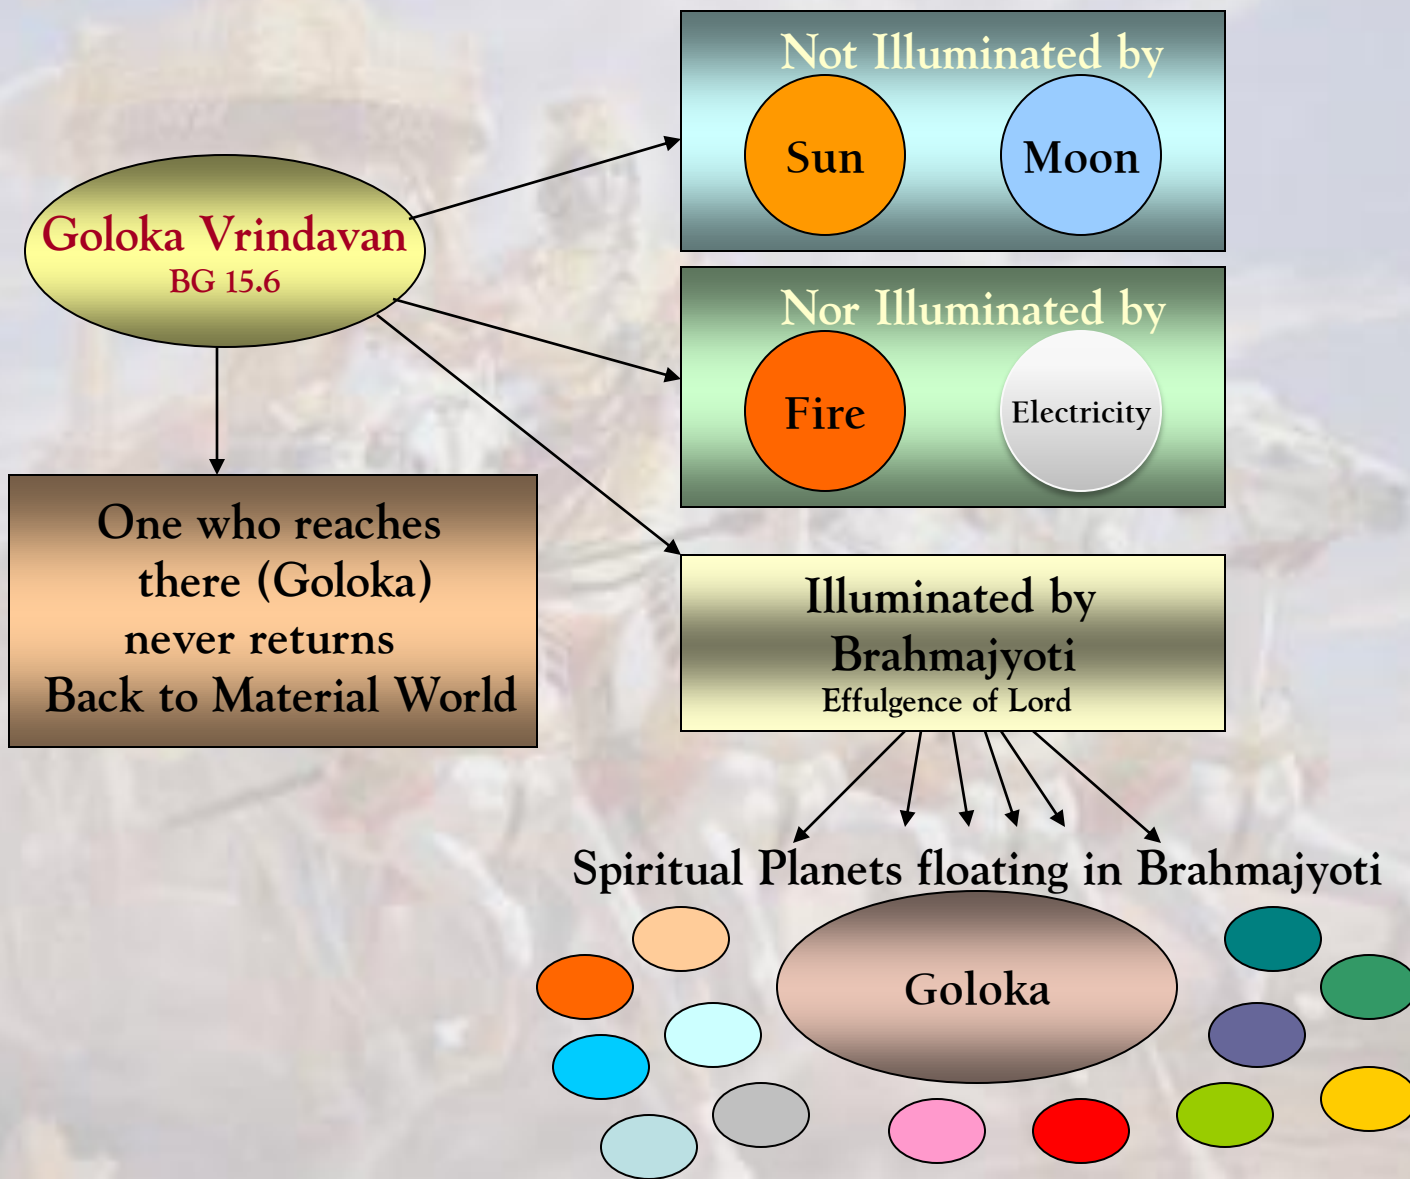 Goloka Vrindavan
BG 15.6
Not Illuminated by
Sun
Moon
Nor Illuminated by
Fire
Electricity
One who reaches
there (Goloka)
never returns
Back to Material World
Illuminated by
Brahmajyoti
Effulgence of Lord
Spiritual Planets floating in Brahmajyoti
Goloka